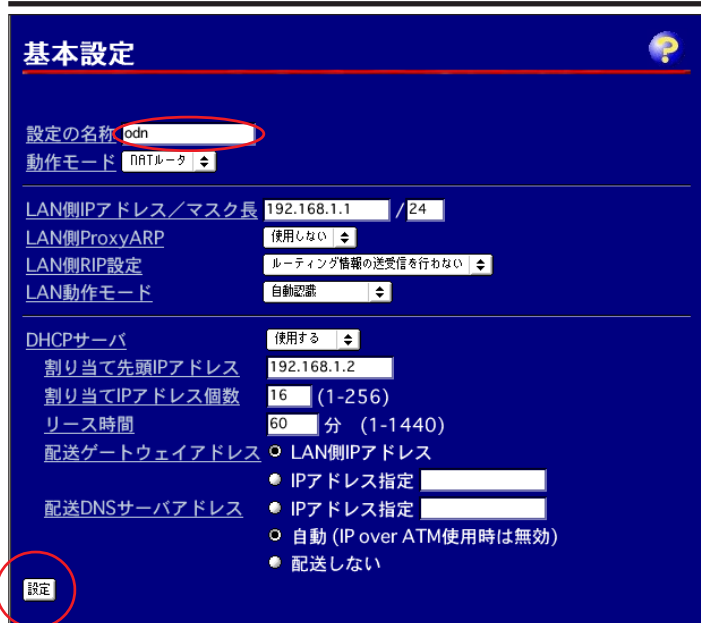 基本設定
?
設定の名称 odn
動作モード NATルータ
LAN側IPアドレス／マスク長 192.168.1.1 /24
LAN側ProxyARP 使用しない
LAN側RIP設定 ルーティング情報の送受信を行わない
LAN動作モード 自動認識
DHCPサーバ 使用する
割り当て先頭IPアドレス 192.168.1.2
割り当てIPアドレス個数 16 (1-256)
リース時間 60 分 (1-1440)
配送ゲートウェイアドレス LAN側IPアドレス
IPアドレス指定
配送DNSサーバアドレス IPアドレス指定
自動 (IP over ATM使用時は無効)
配送しない
設定